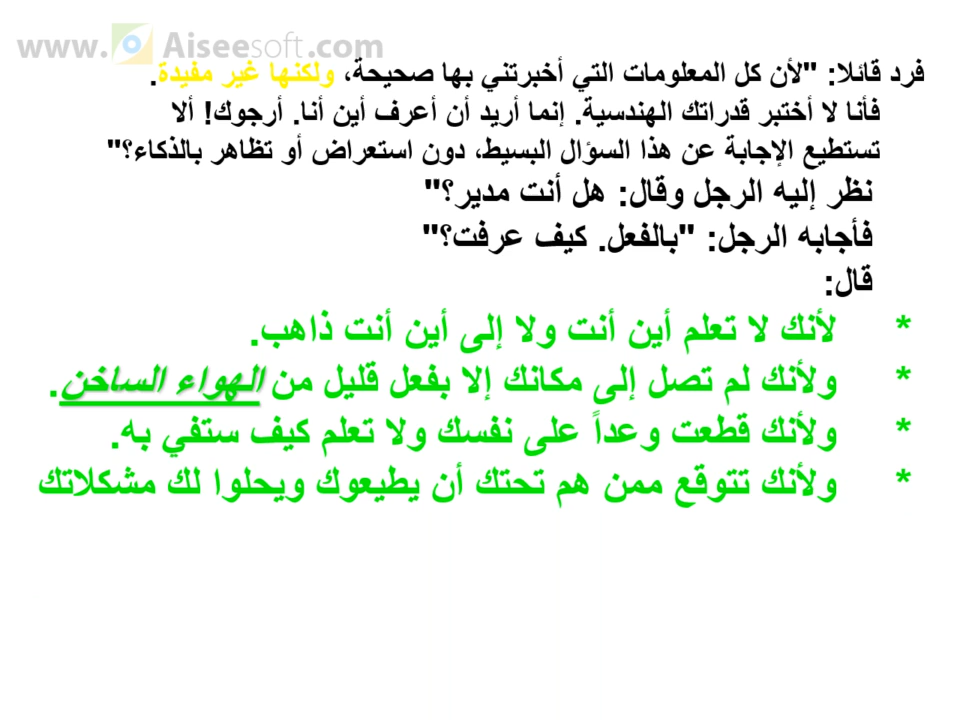 www.Aiseesoft.com
فرد قائلا: "لأن كل المعلومات التي أخبرتني بها صحيحة، ولكنها غير مفيدة.
فأنا لا أختبر قدراتك الهندسية. إنما أريد أن أعرف أين أنا. أرجوك! ألا
تستطيع الإجابة عن هذا السؤال البسيط، دون استعراض أو تظاهر بالذكاء؟"
نظر إليه الرجل وقال: هل أنت مدير؟"
فأجابه الرجل: "بالفعل. كيف عرفت؟"
قال:
* لأنك لا تعلم أين أنت ولا إلى أين أنت ذاهب.
* ولأنك لم تصل إلى مكانك إلا بفعل قليل من الهواء الساخن.
* ولأنك قطعت وعداً على نفسك ولا تعلم كيف ستفي به.
* ولأنك تتوقع ممن هم تحتك أن يطيعوك ويحلوا لك مشكلاتك